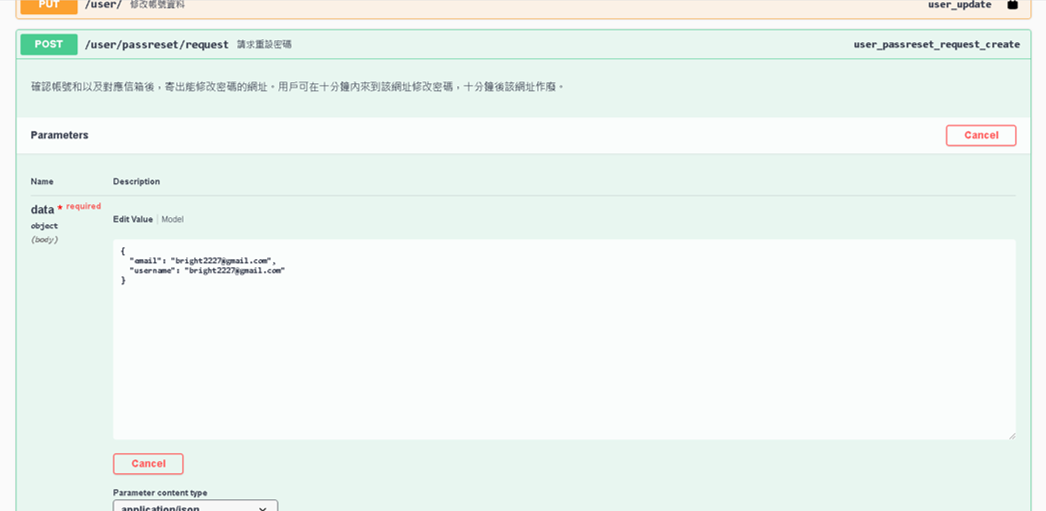 PUT /user/ 修改帳號資料 user_update
POST /user/passreset/request 請求重設密碼 user_passreset_request_create
確認帳號和以及對應信箱後，寄出能修改密碼的網址。用戶可在十分鐘內來到該網址修改密碼，十分鐘後該網址作廢。
Parameters Cancel
Name Description
data * required
object
(body)
Edit Value | Model
{
"email": "bright2227@gmail.com",
"username": "bright2227@gmail.com"
}
Cancel
Parameter content type
application/json